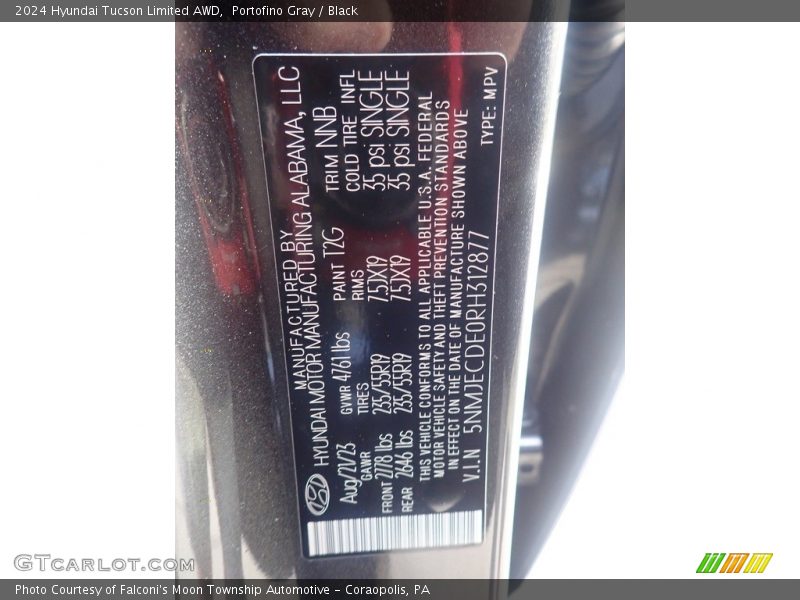 2024 Hyundai Tucson Limited AWD, Portofino Gray / Black
MANUFACTURED BY
HYUNDAI MOTOR MANUFACTURING ALABAMA, LLC
Aug/21/23 GVWR 4761 lbs PAINT T2G TRIM NNB
GAWR TIRES RIMS COLD TIRE INFL
FRONT 2778 lbs 235/55R19 7.5JX19 35 psi SINGLE
REAR 2646 lbs 235/55R19 7.5JX19 35 psi SINGLE
THIS VEHICLE CONFORMS TO ALL APPLICABLE U.S.A. FEDERAL
MOTOR VEHICLE SAFETY AND THEFT PREVENTION STANDARDS
IN EFFECT ON THE DATE OF MANUFACTURE SHOWN ABOVE
V.I.N 5NMJECDE0RH312877 TYPE: MPV
GTcarlot.com
Photo Courtesy of Falconi's Moon Township Automotive - Coraopolis, PA